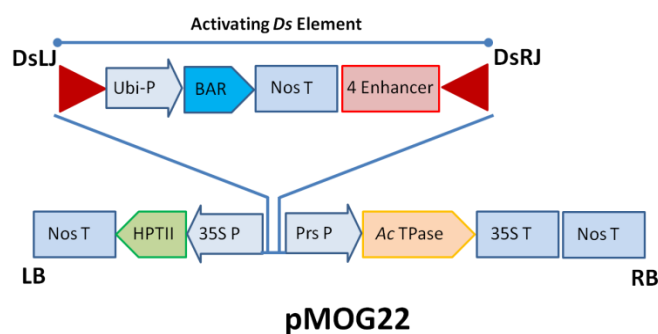 Activating Ds Element
DsLJ DsRJ
Ubi-P BAR Nos T 4 Enhancer
Nos T HPTII 35S P Prs P Ac TPase 35S T Nos T
LB RB
pMOG22